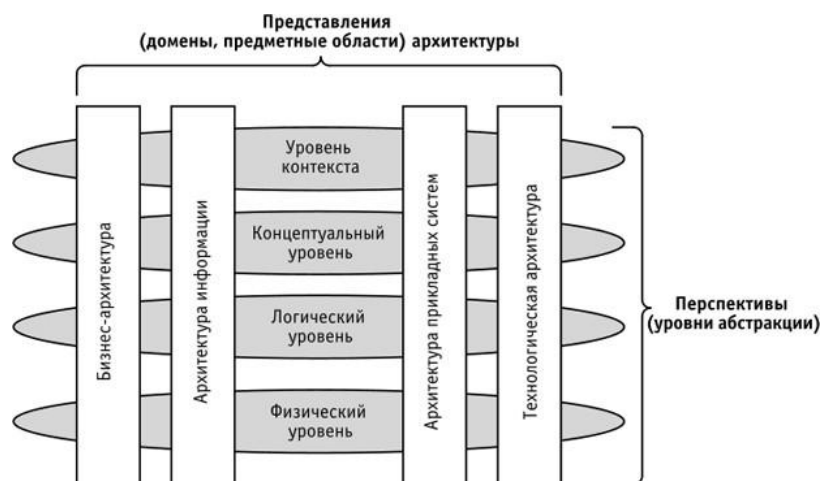 Представления
(домены, предметные области) архитектуры
Бизнес-архитектура
Архитектура информации
Уровень
контекста
Концептуальный
уровень
Логический
уровень
Физический
уровень
Архитектура прикладных систем
Технологическая архитектура
Перспективы
(уровни абстракции)